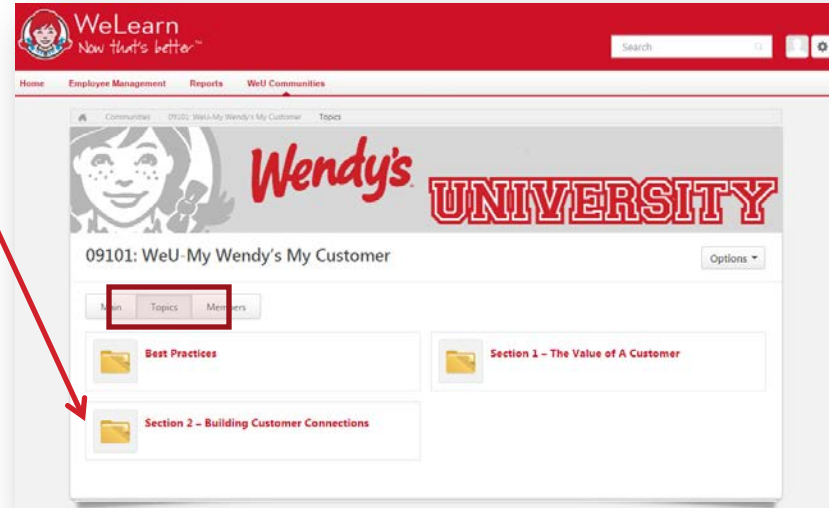 WeLearn
Now that's better™
Search
Home Employee Management Reports WeU Communities
Communities 09101: WeU-My Wendy's My Customer Topics
Wendy's UNIVERSITY
09101: WeU-My Wendy's My Customer
Options
Main Topics Members
Best Practices
Section 1 – The Value of A Customer
Section 2 – Building Customer Connections